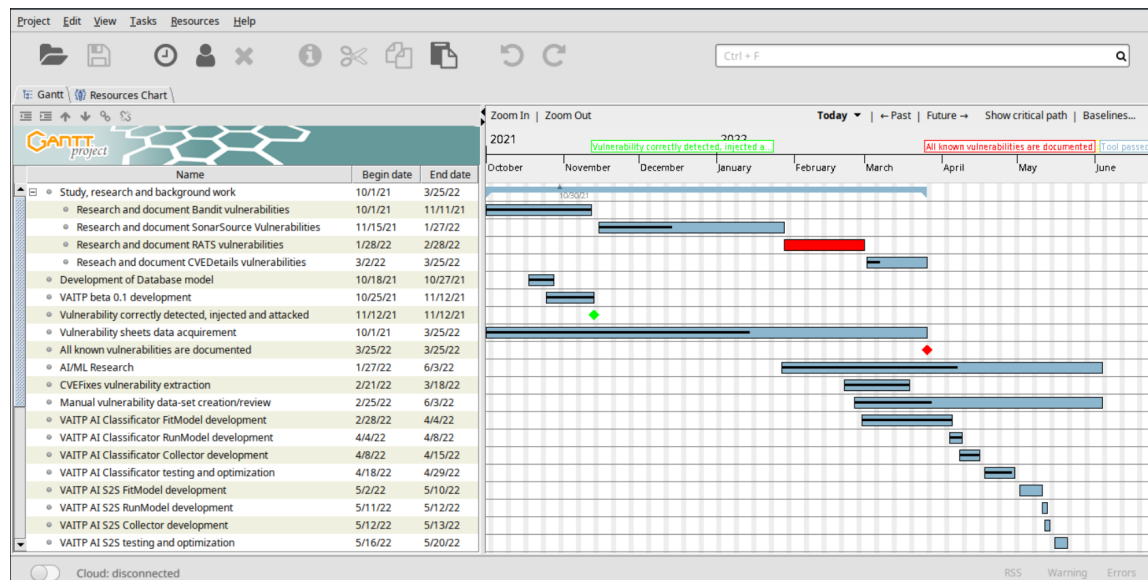 Project Edit View Tasks Resources Help
Ctrl + F
Gantt Resources Chart
GANTT project
Zoom In | Zoom Out Today ▾ | ←Past | Future → Show critical path | Baselines...
2021 2022
Vulnerability correctly detected, injected a... All known vulnerabilities are documented Tool passed
October November December January February March April May June
Name Begin date End date
Study, research and background work 10/1/21 3/25/22
10/30/21
Research and document Bandit vulnerabilities 10/1/21 11/11/21
Research and document SonarSource Vulnerabilities 11/15/21 1/27/22
Research and document RATS vulnerabilities 1/28/22 2/28/22
Reseach and document CVEDetails vulnerabilities 3/2/22 3/25/22
Development of Database model 10/18/21 10/27/21
VAITP beta 0.1 development 10/25/21 11/12/21
Vulnerability correctly detected, injected and attacked 11/12/21 11/12/21
Vulnerability sheets data acquirement 10/1/21 3/25/22
All known vulnerabilities are documented 3/25/22 3/25/22
AI/ML Research 1/27/22 6/3/22
CVEFixes vulnerability extraction 2/21/22 3/18/22
Manual vulnerability data-set creation/review 2/25/22 6/3/22
VAITP AI Classificator FitModel development 2/28/22 4/4/22
VAITP AI Classificator RunModel development 4/4/22 4/8/22
VAITP AI Classificator Collector development 4/8/22 4/15/22
VAITP AI Classificator testing and optimization 4/18/22 4/29/22
VAITP AI S2S FitModel development 5/2/22 5/10/22
VAITP AI S2S RunModel development 5/11/22 5/12/22
VAITP AI S2S Collector development 5/12/22 5/13/22
VAITP AI S2S testing and optimization 5/16/22 5/20/22
Cloud: disconnected RSS Warning Errors